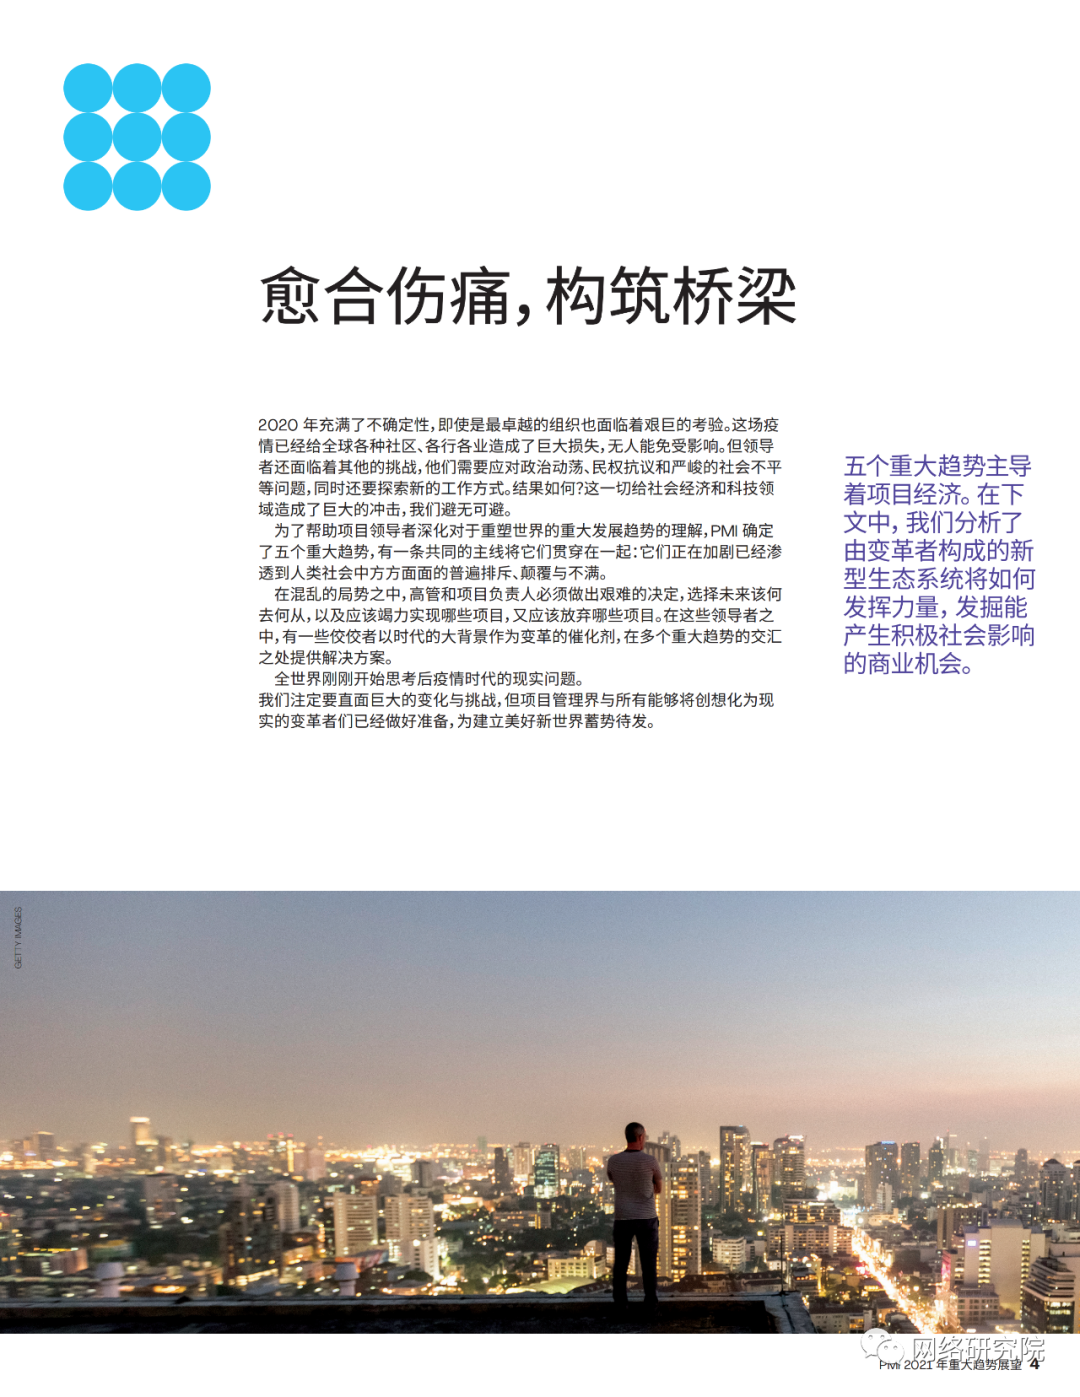 愈合伤痛，构筑桥梁
2020 年充满了不确定性，即使是最卓越的组织也面临着艰巨的考验。这场疫
情已经给全球各种社区、各行各业造成了巨大损失，无人能免受影响。但领导
者还面临着其他的挑战，他们需要应对政治动荡、民权抗议和严峻的社会不平
等问题，同时还要探索新的工作方式。结果如何？这一切给社会经济和科技领
域造成了巨大的冲击，我们避无可避。
为了帮助项目领导者深化对于重塑世界的重大发展趋势的理解，PMI 确定
了五个重大趋势，有一条共同的主线将它们贯穿在一起：它们正在加剧已经渗
透到人类社会中方方面面的普遍排斥、颠覆与不满。
在混乱的局势之中，高管和项目负责人必须做出艰难的决定，选择未来该何
去何从，以及应该竭力实现哪些项目，又应该放弃哪些项目。在这些领导者之
中，有一些佼佼者以时代的大背景作为变革的催化剂，在多个重大趋势的交汇
之处提供解决方案。
全世界刚刚开始思考后疫情时代的现实问题。
我们注定要直面巨大的变化与挑战，但项目管理界与所有能够将创想化为现
实的变革者们已经做好准备，为建立美好新世界蓄势待发。
五个重大趋势主导
着项目经济。在下
文中，我们分析了
由变革者构成的新
型生态系统将如何
发挥力量，发掘能
产生积极社会影响
的商业机会。
GETTY IMAGES
网络研究院
PMI 2021 年重大趋势展望 4